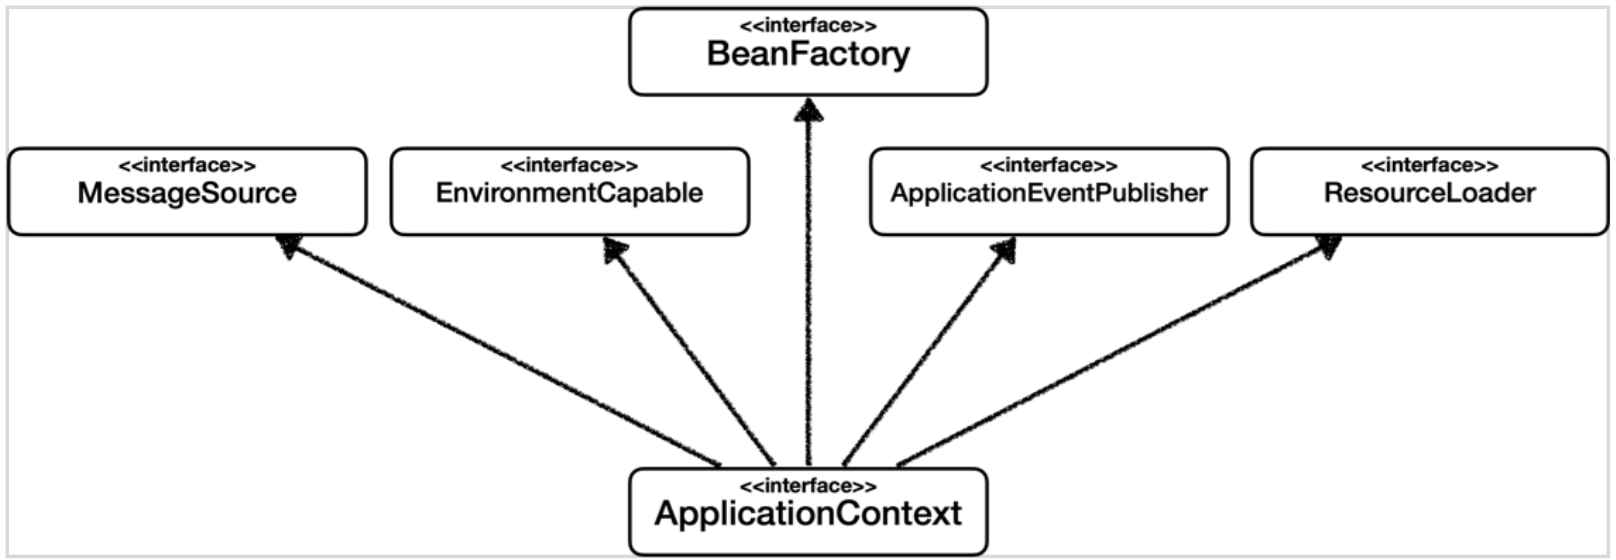 <<interface>>
BeanFactory
<<interface>>
MessageSource
<<interface>>
EnvironmentCapable
<<interface>>
ApplicationEventPublisher
<<interface>>
ResourceLoader
<<interface>>
ApplicationContext